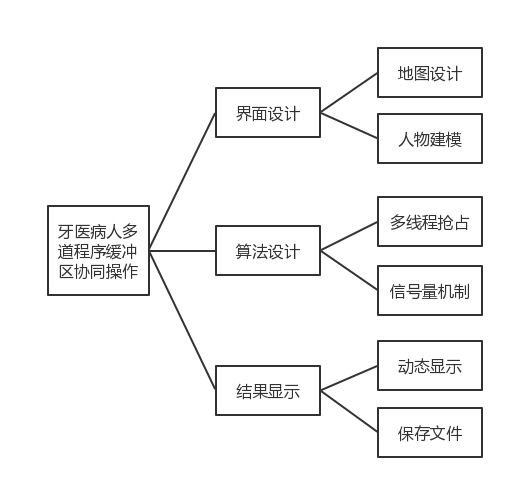 牙医病人多
道程序缓冲
区协同操作
界面设计
地图设计
人物建模
算法设计
多线程抢占
信号量机制
结果显示
动态显示
保存文件